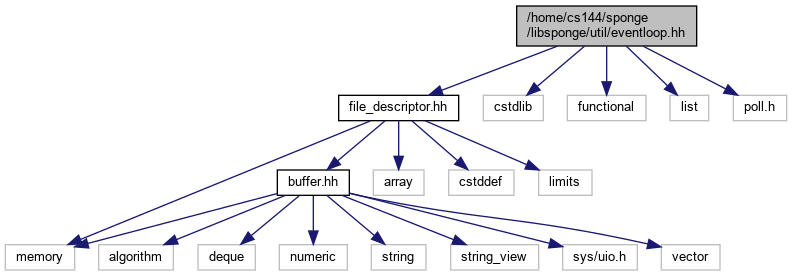 /home/cs144/sponge
/libsponge/util/eventloop.hh
file_descriptor.hh
cstdlib
functional
list
poll.h
buffer.hh
array
cstddef
limits
memory
algorithm
deque
numeric
string
string_view
sys/uio.h
vector